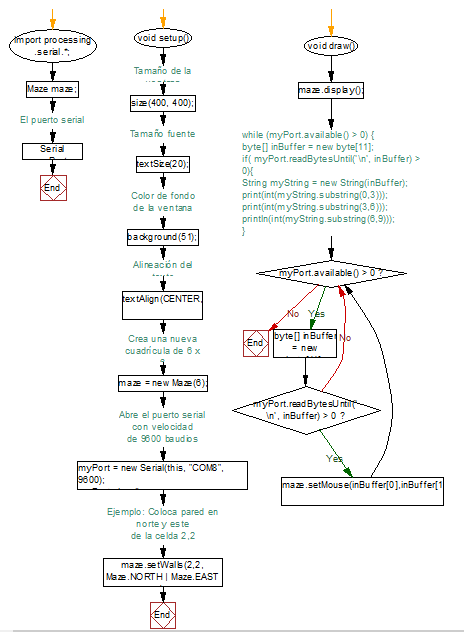 Import processing
.serial.*;
Maze maze;
El puerto serial
Serial
End
void setup()
Tamaño de la
size(400, 400);
Tamaño fuente
textSize(20);
Color de fondo
de la ventana
background(51);
Alineación del
textAlign(CENTER,
Crea una nueva
cuadrícula de 6 x
maze = new Maze(6);
Abre el puerto serial
con velocidad
de 9600 baudios
myPort = new Serial(this, "COM8",
9600);
Ejemplo: Coloca pared en
norte y este
de la celda 2,2
maze.setWalls(2,2,
Maze.NORTH | Maze.EAST
End
void draw()
maze.display();
while (myPort.available() > 0) {
byte[] inBuffer = new byte[11];
if( myPort.readBytesUntil('\n', inBuffer) >
0){
String myString = new String(inBuffer);
print(int(myString.substring(0,3)));
print(int(myString.substring(3,6)));
println(int(myString.substring(6,9)));
}
myPort.available() > 0 ?
No
Yes
End
byte[] inBuffer
= new
No
myPort.readBytesUntil('
\n', inBuffer) > 0 ?
Yes
maze.setMouse(inBuffer[0],inBuffer[1